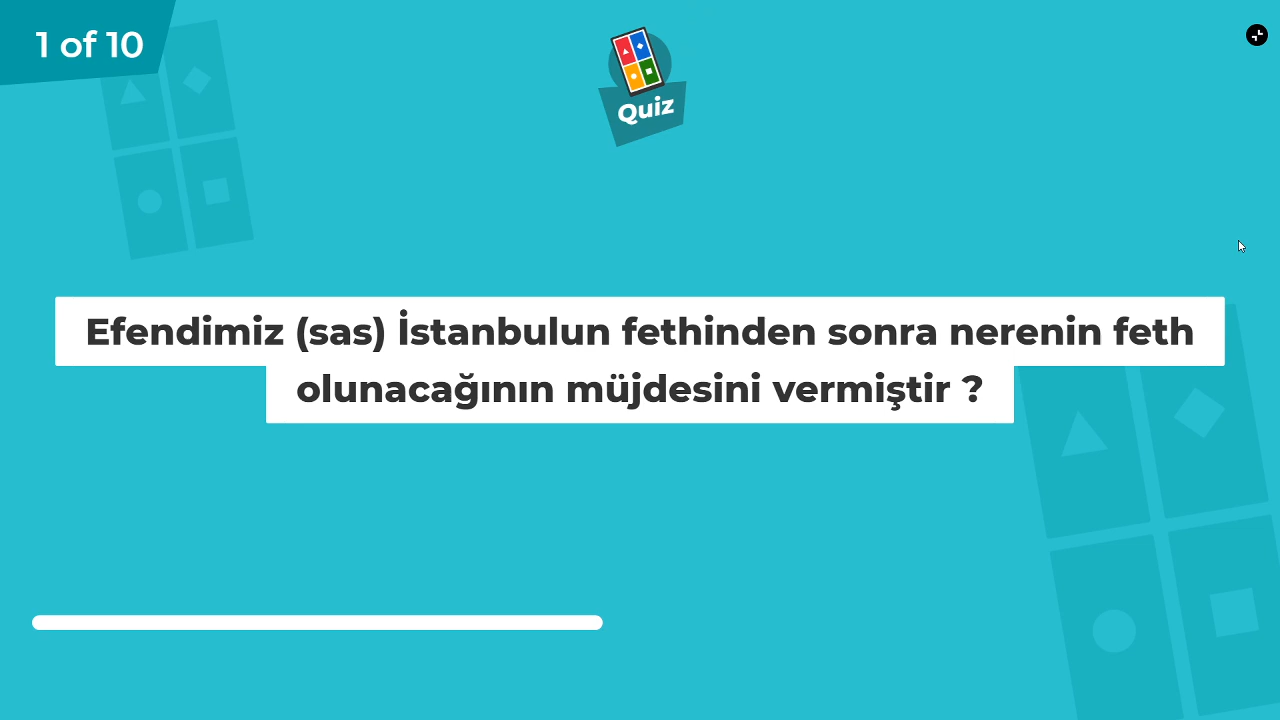 1 of 10
Quiz
Efendimiz (sas) İstanbulun fethinden sonra nerenin feth
olunacağının müjdesini vermiştir ?